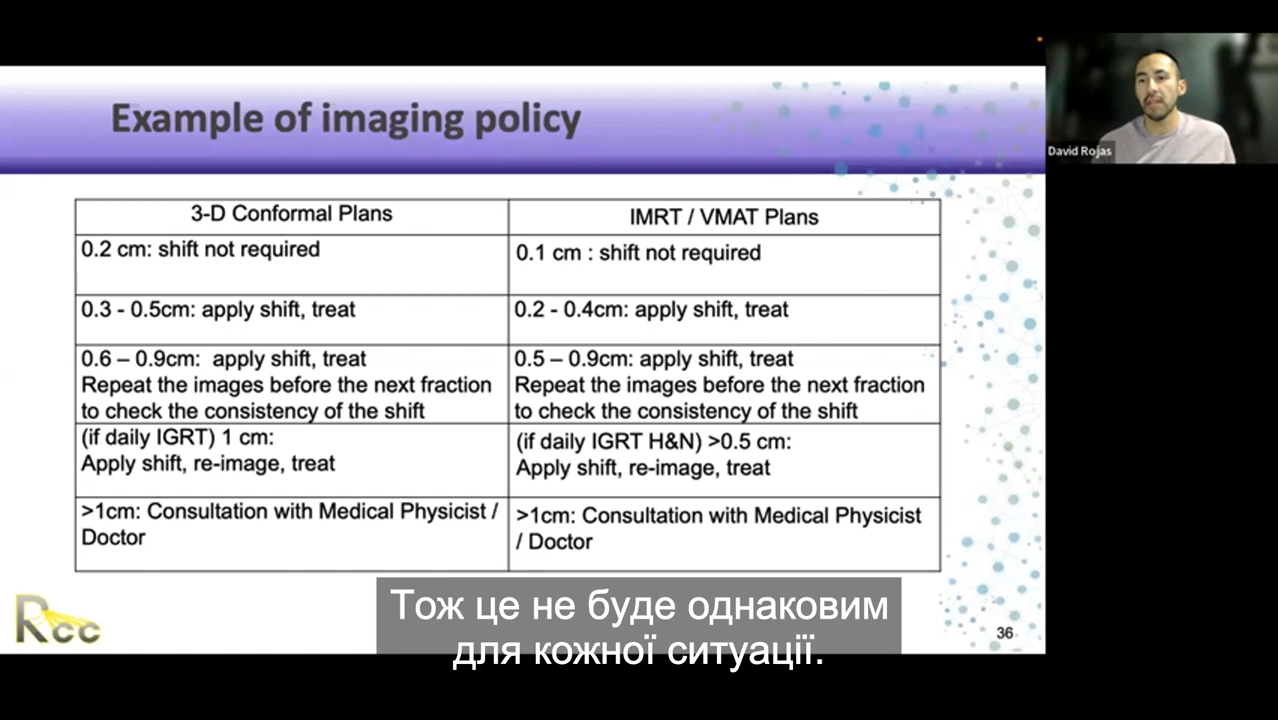 Example of imaging policy
David Rojas
3-D Conformal Plans
IMRT / VMAT Plans
0.2 cm: shift not required
0.1 cm : shift not required
0.3 - 0.5cm: apply shift, treat
0.2 - 0.4cm: apply shift, treat
0.6 – 0.9cm:  apply shift, treat
Repeat the images before the next fraction
to check the consistency of the shift
0.5 – 0.9cm: apply shift, treat
Repeat the images before the next fraction
to check the consistency of the shift
(if daily IGRT) 1 cm:
Apply shift, re-image, treat
(if daily IGRT H&N) >0.5 cm:
Apply shift, re-image, treat
>1cm: Consultation with Medical Physicist /
Doctor
>1cm: Consultation with Medical Physicist
/ Doctor
Rcc
Тож це не буде однаковим
для кожної ситуації.
36